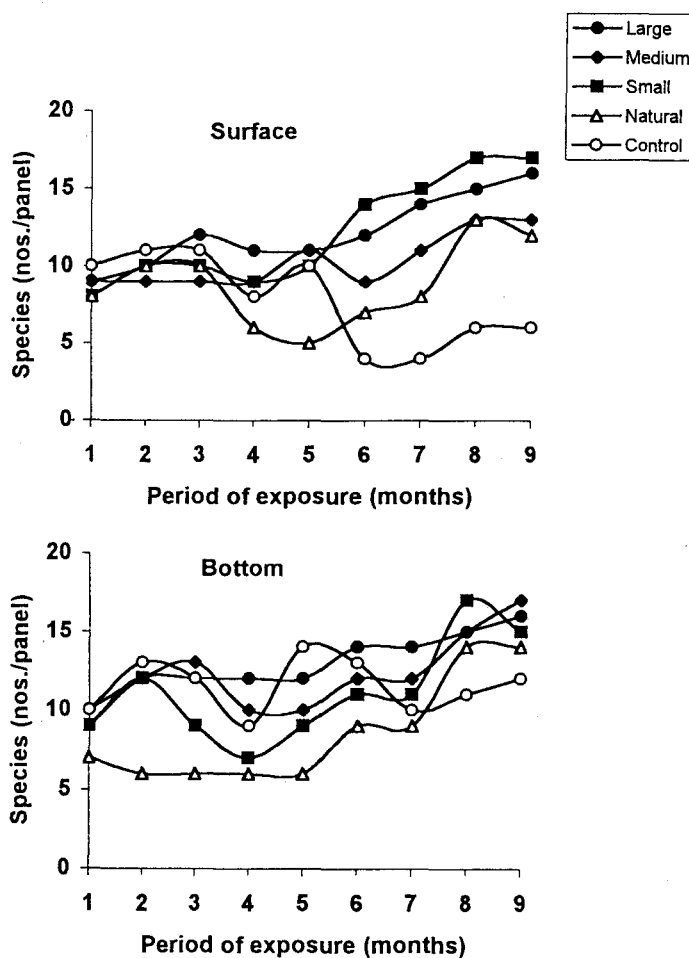 Large
Medium
Small
Natural
Control
Surface
Species (nos./panel)
20
15
10
5
0
1 2 3 4 5 6 7 8 9
Period of exposure (months)
Bottom
Species (nos./panel)
20
15
10
5
0
1 2 3 4 5 6 7 8 9
Period of exposure (months)